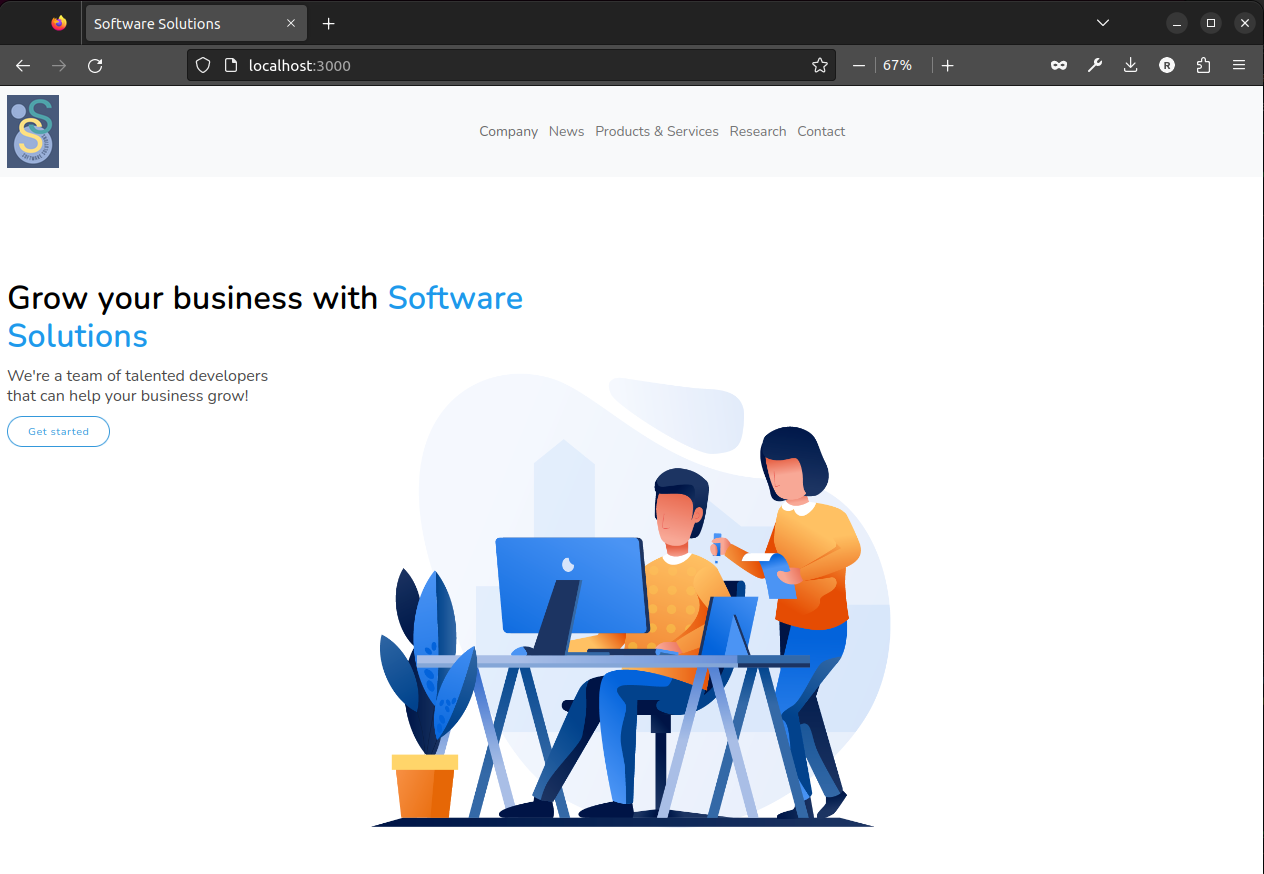 Software Solutions
localhost:3000
67%
R
S
S
Company News Products & Services Research Contact
Grow your business with Software
Solutions
We're a team of talented developers
that can help your business grow!
Get started